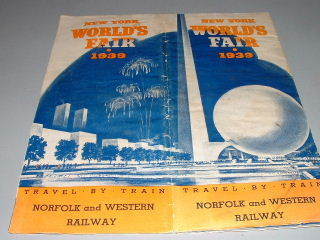 NEW YORK
WORLD'S
FAIR
1939
TRAVEL · BY · TRAIN
NORFOLK and WESTERN
RAILWAY
NEW YORK
WORLD'S
FAIR
1939
TRAVEL · BY · TRAIN
NORFOLK and WESTERN
RAILWAY